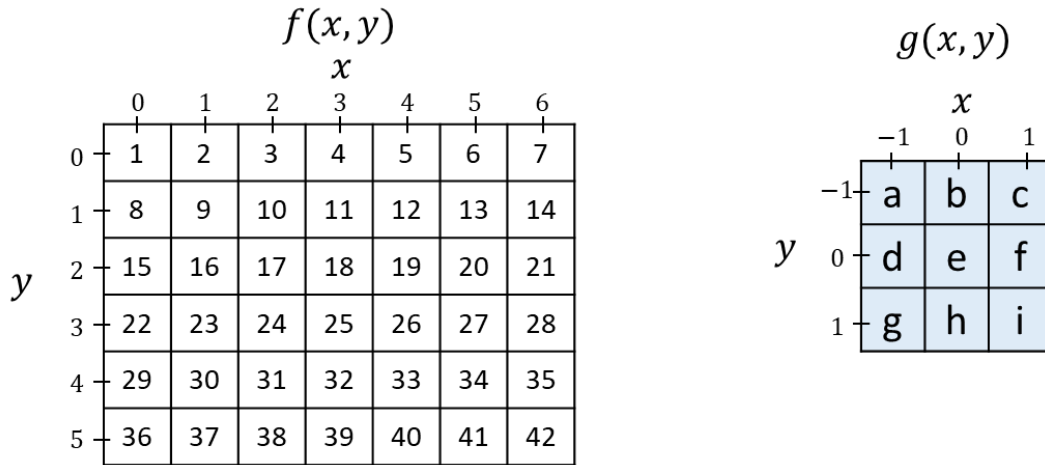 f(x, y)
x
0 1 2 3 4 5 6
0 1 2 3 4 5 6 7
1 8 9 10 11 12 13 14
2 15 16 17 18 19 20 21
y
3 22 23 24 25 26 27 28
4 29 30 31 32 33 34 35
5 36 37 38 39 40 41 42
g(x, y)
x
−1 0 1
−1 a b c
y 0 d e f
1 g h i